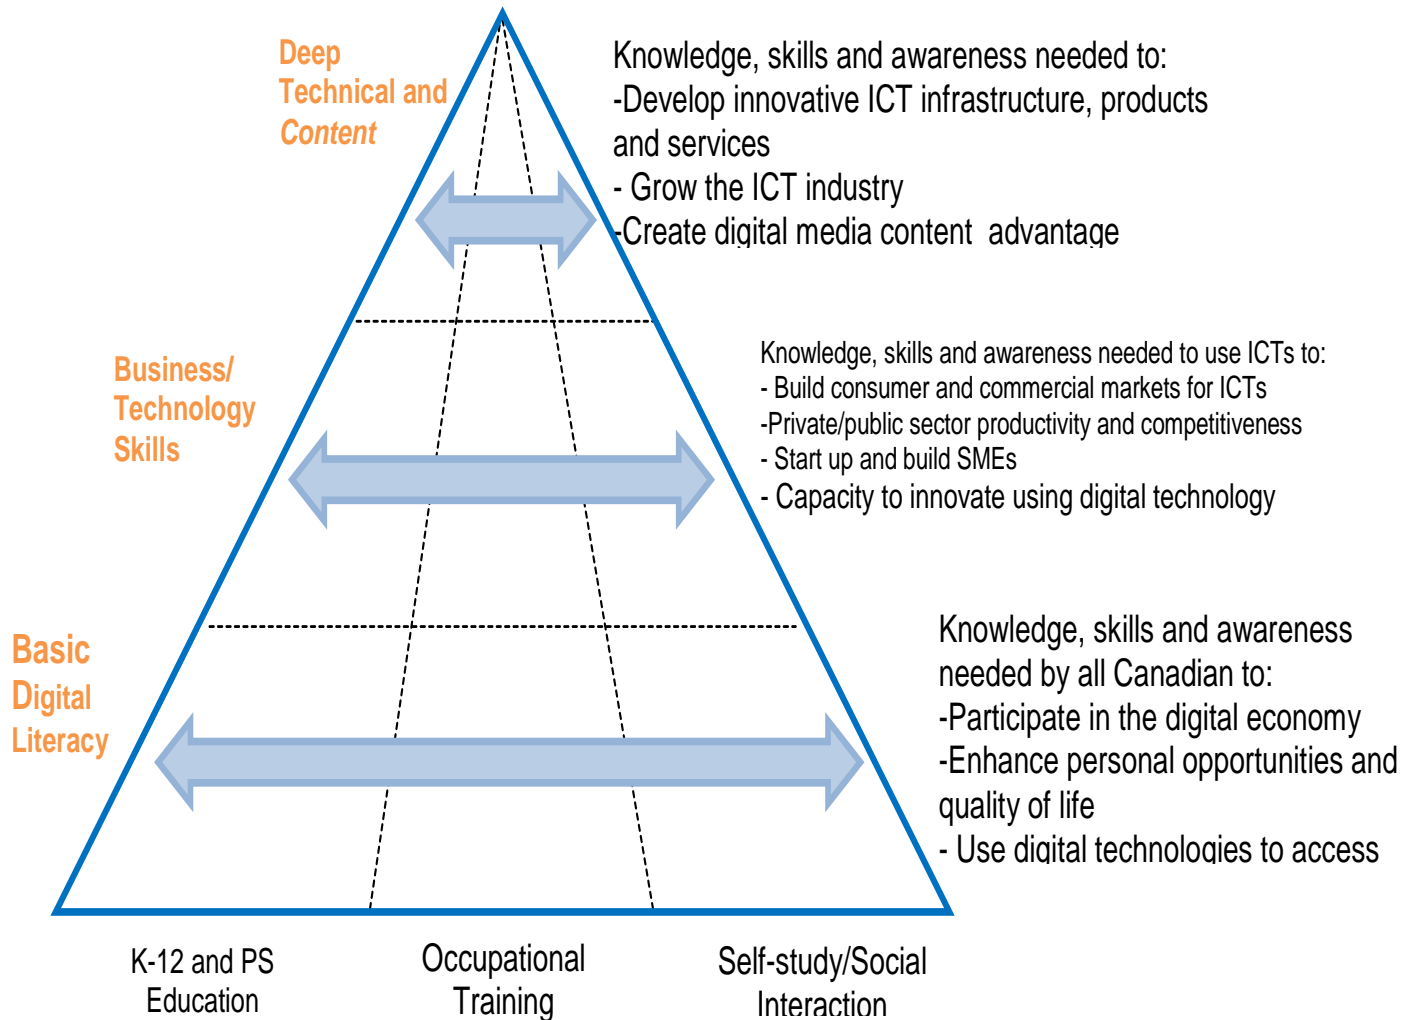 Deep
Technical and
Content
Knowledge, skills and awareness needed to:
-Develop innovative ICT infrastructure, products
and services
- Grow the ICT industry
-Create digital media content  advantage
Business/
Technology
Skills
Knowledge, skills and awareness needed to use ICTs to:
- Build consumer and commercial markets for ICTs
-Private/public sector productivity and competitiveness
- Start up and build SMEs
- Capacity to innovate using digital technology
Basic
Digital
Literacy
Knowledge, skills and awareness
needed by all Canadian to:
-Participate in the digital economy
-Enhance personal opportunities and
quality of life
- Use digital technologies to access
K-12 and PS
Education
Occupational
Training
Self-study/Social
Interaction